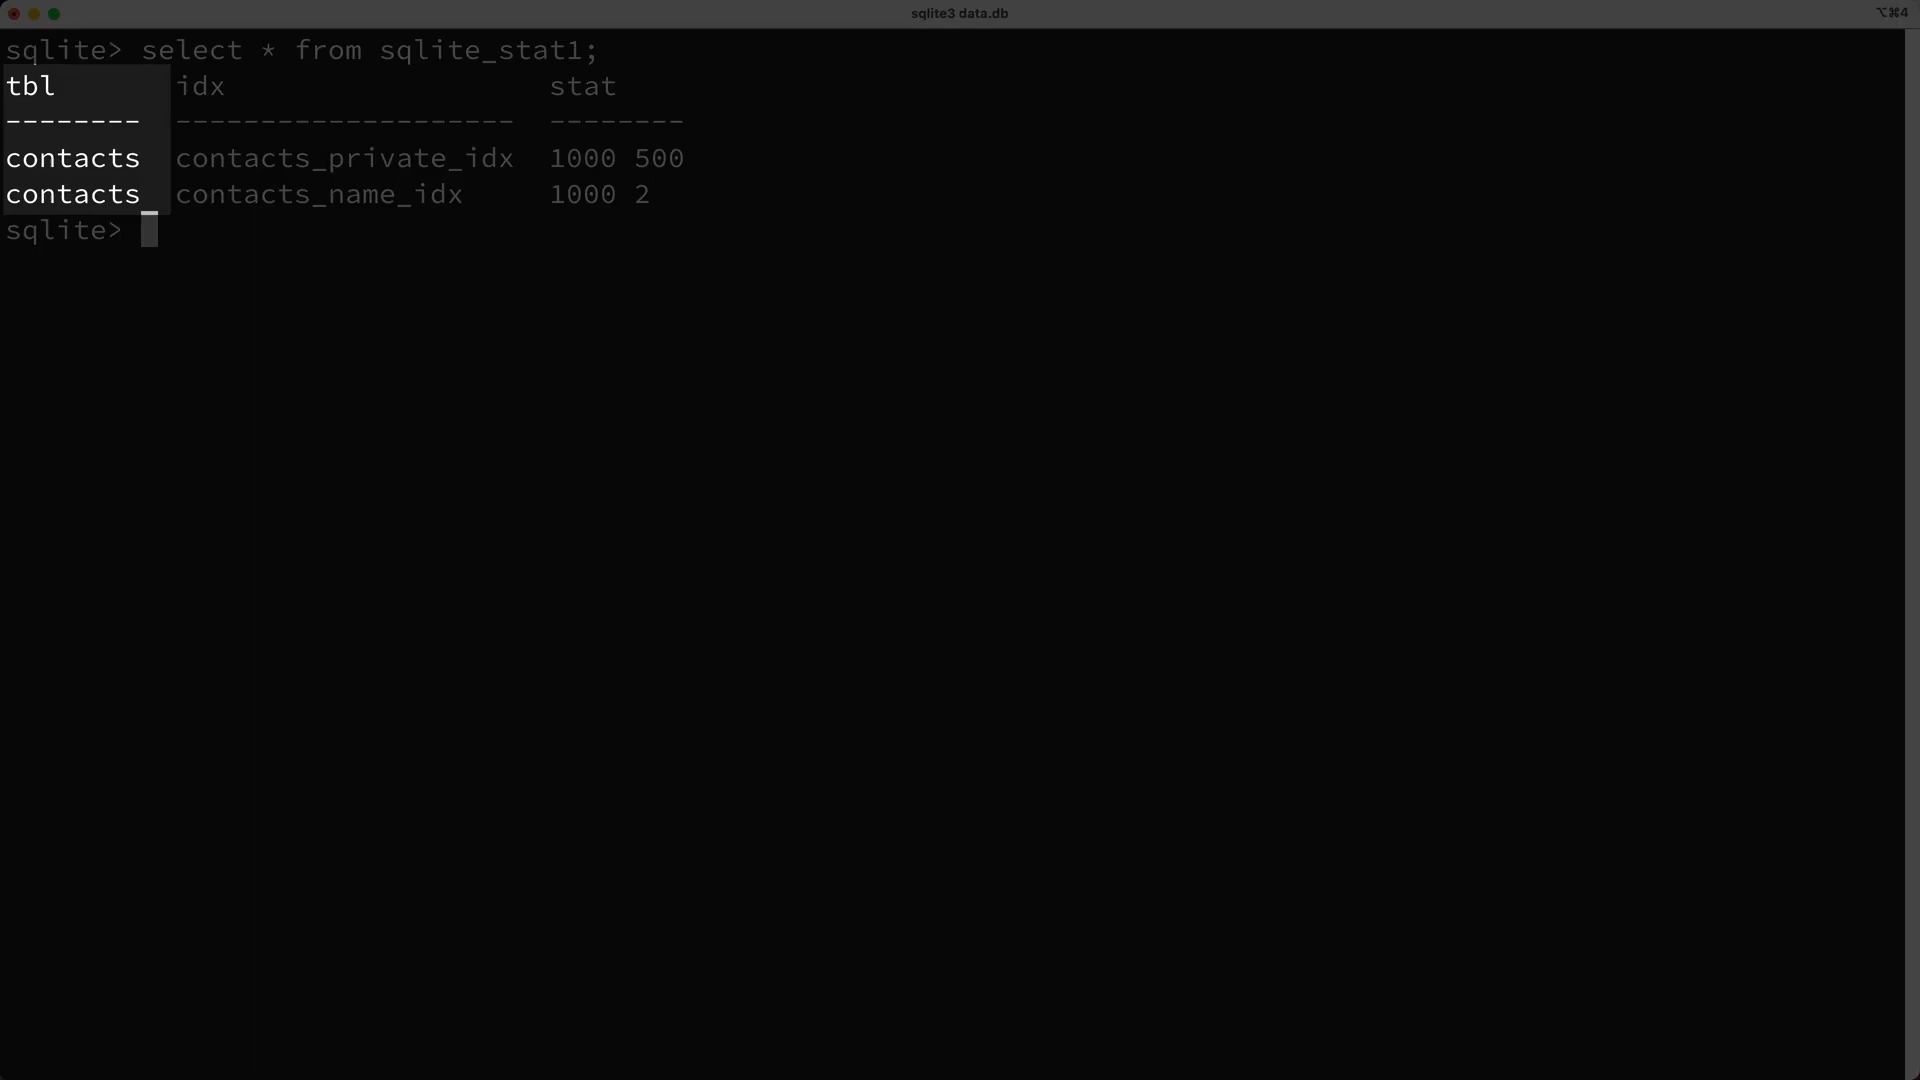 sqlite3 data.db
⌥⌘4
sqlite> select * from sqlite_stat1;
tbl       idx                   stat
--------  --------------------  --------
contacts  contacts_private_idx  1000 500
contacts  contacts_name_idx     1000 2
sqlite>